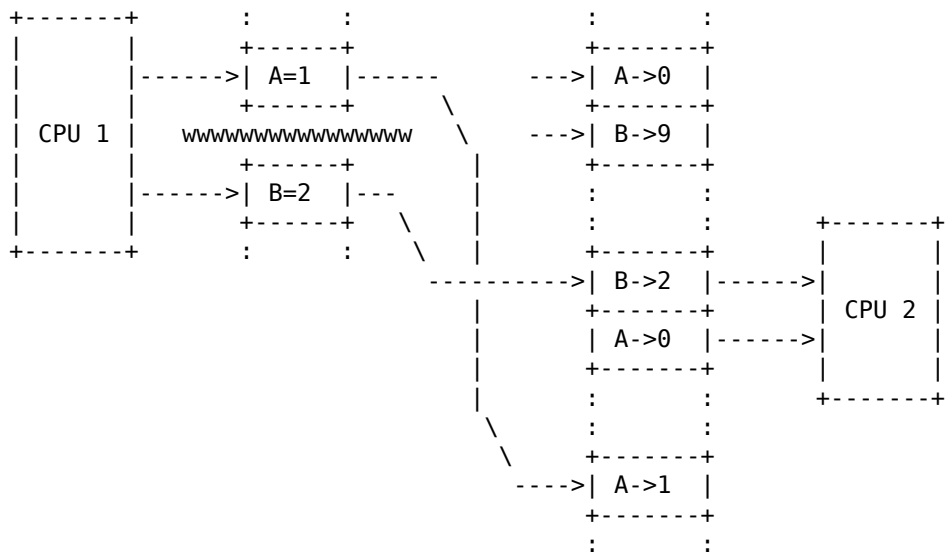 +-------+       :      :                :       :
|       |       +------+                +-------+
|       |------>| A=1  |------      --->| A->0  |
|       |       +------+      \         +-------+
| CPU 1 |   wwwwwwwwwwwwwwww   \    --->| B->9  |
|       |       +------+        |       +-------+
|       |------>| B=2  |---     |       :       :
|       |       +------+   \    |       :       :       +-------+
+-------+       :      :    \   |       +-------+       |       |
                             ---------->| B->2  |------>|       |
                                |       +-------+       | CPU 2 |
                                |       | A->0  |------>|       |
                                |       +-------+       |       |
                                |       :       :       +-------+
                                 \      :       :
                                  \     +-------+
                                   ---->| A->1  |
                                        +-------+
                                        :       :